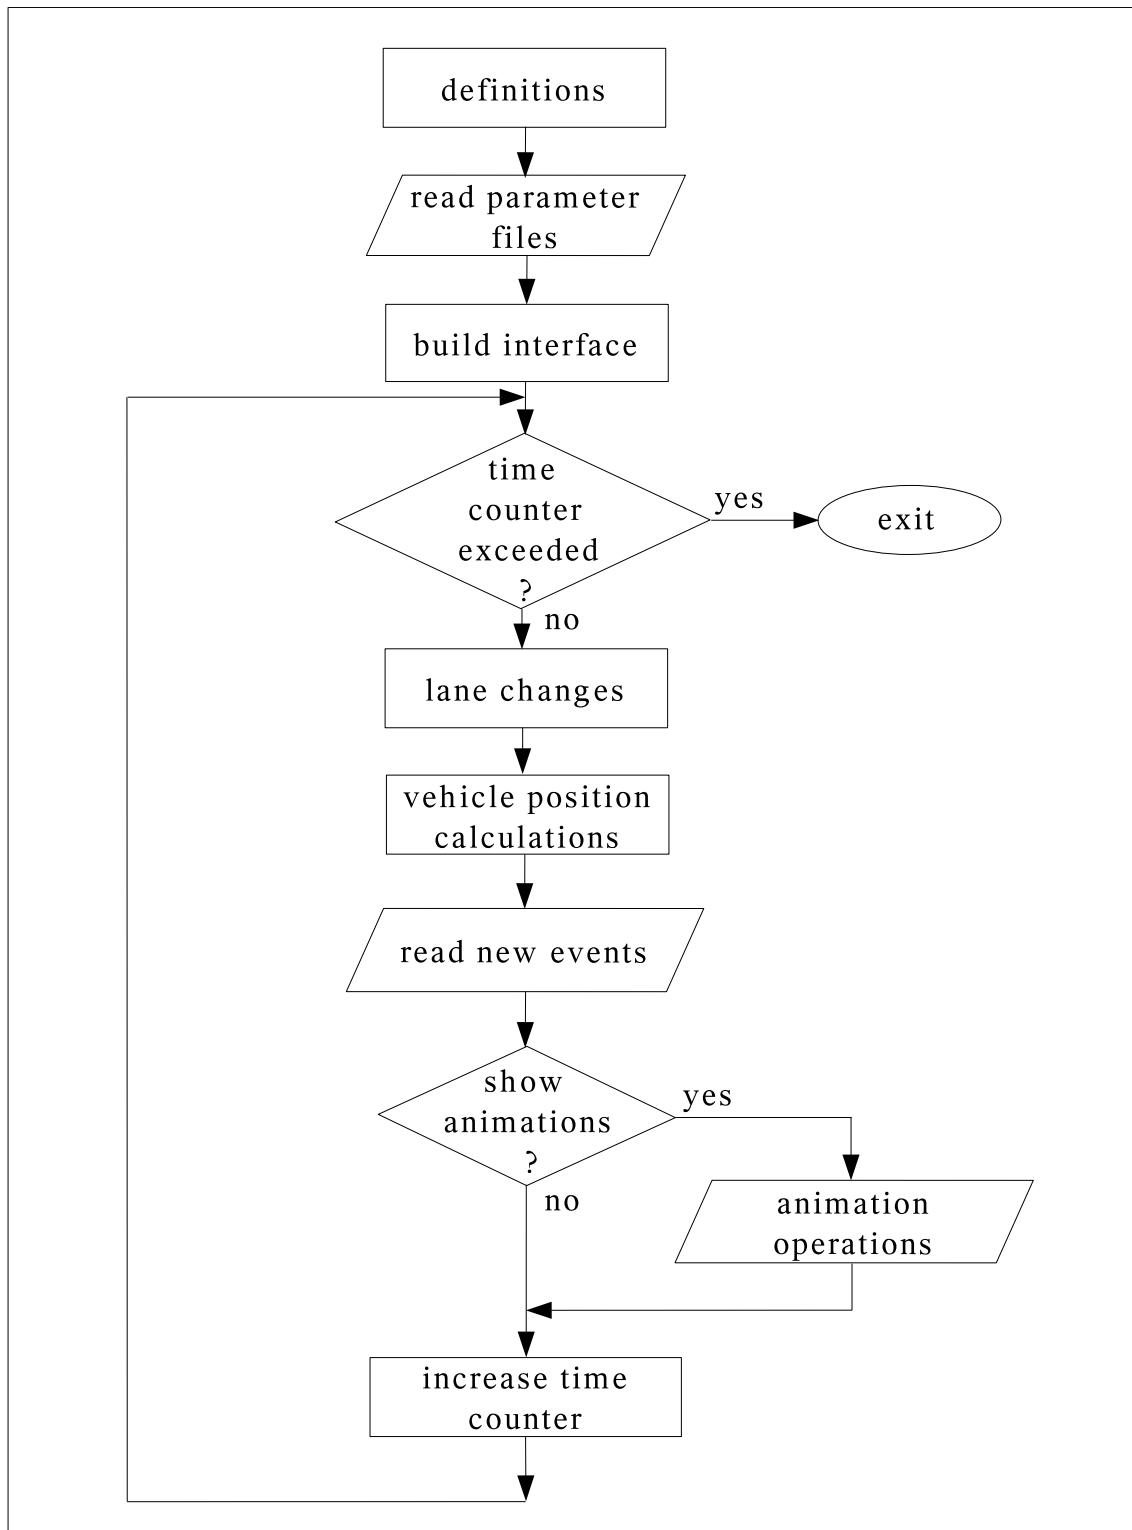 definitions
read parameter
files
build interface
time
counter
exceeded
?
yes
exit
no
lane changes
vehicle position
calculations
read new events
show
animations
?
yes
no
animation
operations
increase time
counter